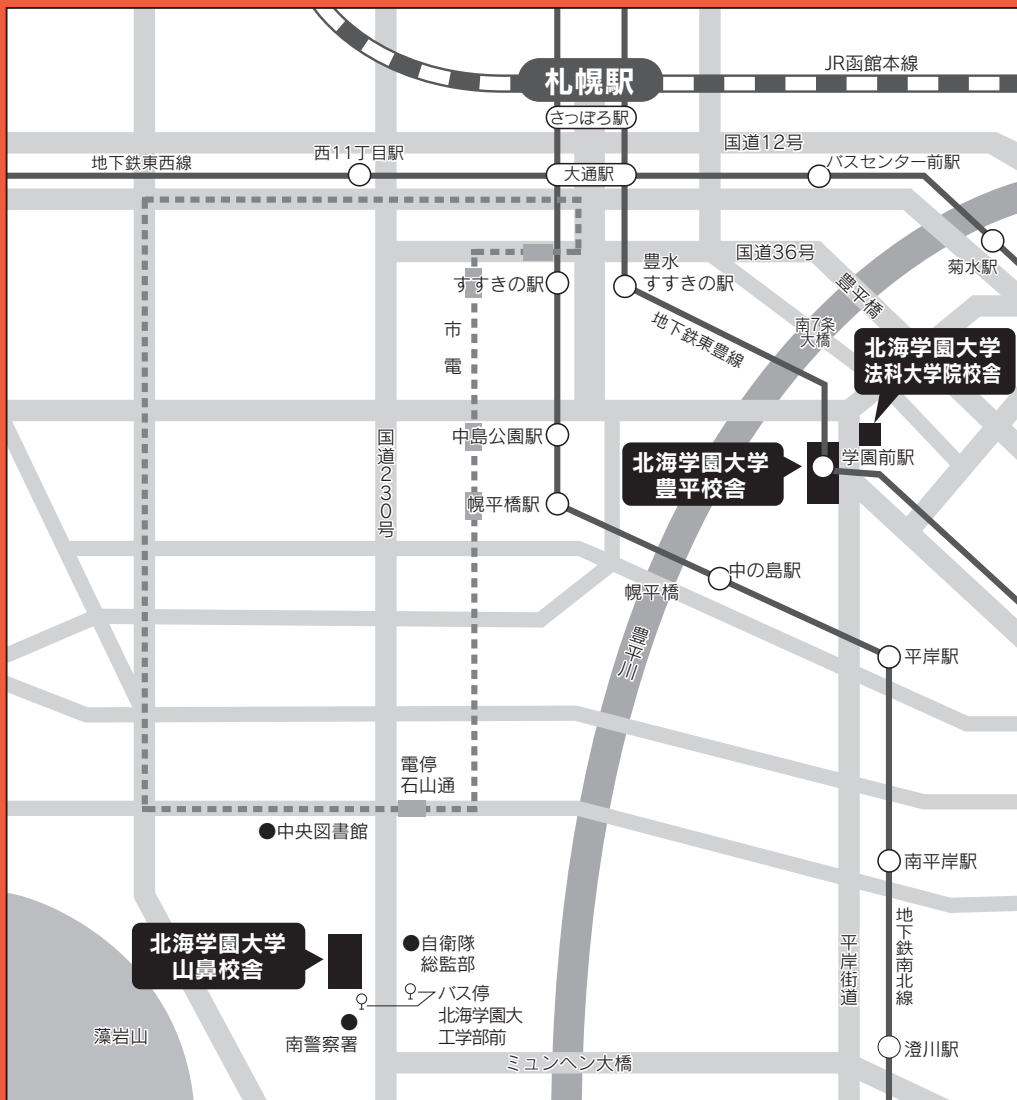 JR函館本線
札幌駅
さっぽろ駅
国道12号
地下鉄東西線
西11丁目駅
大通駅
バスセンター前駅
国道36号
菊水駅
豊水
すすきの駅
すすきの駅
豊平橋
南7条
大橋
地下鉄東豊線
市電
北海学園大学
法科大学院校舎
中島公園駅
国道230号
学園前駅
北海学園大学
豊平校舎
幌平橋駅
中の島駅
幌平橋
豊平川
平岸駅
電停
石山通
中央図書館
南平岸駅
地下鉄南北線
平岸街道
北海学園大学
山鼻校舎
自衛隊
総監部
バス停
北海学園大
工学部前
南警察署
藻岩山
ミュンヘン大橋
澄川駅